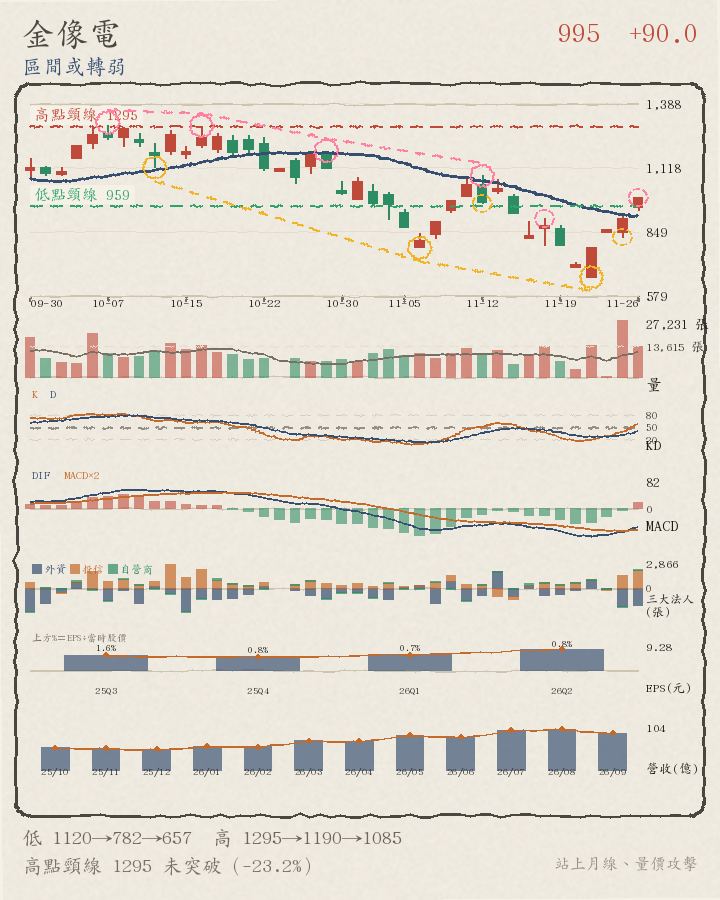 金像電
995 +90.0
區間或轉弱
高點頸線 1295
低點頸線 959
1,388
1,118
849
579
09-30 10-07 10-15 10-22 10-30 11-05 11-12 11-19 11-26
27,231 張
13,615 張
量
K D
80
50
20
KD
DIF MACD×2
82
0
MACD
外資 投信 自營商
2,866
0
三大法人
(張)
上方%=EPS÷當時股價
1.6% 0.8% 0.7% 0.8%
9.28
25Q3 25Q4 26Q1 26Q2
EPS(元)
104
25/10 25/11 25/12 26/01 26/02 26/03 26/04 26/05 26/06 26/07 26/08 26/09
營收(億)
低 1120→782→657 高 1295→1190→1085
高點頸線 1295 未突破 (-23.2%)
站上月線、量價攻擊